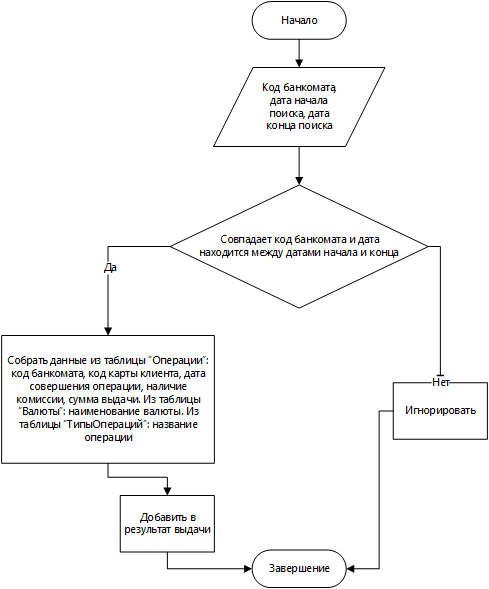 Начало
Код банкомата,
дата начала
поиска, дата
конца поиска
Совпадает код банкомата и дата
находится между датами начала и конца
Да
Нет
Собрать данные из таблицы "Операции":
код банкомата, код карты клиента, дата
совершения операции, наличие
комиссии, сумма выдачи. Из таблицы
"Валюты": наименование валюты. Из
таблицы "ТипыОпераций": название
операции
Игнорировать
Добавить в
результат выдачи
Завершение